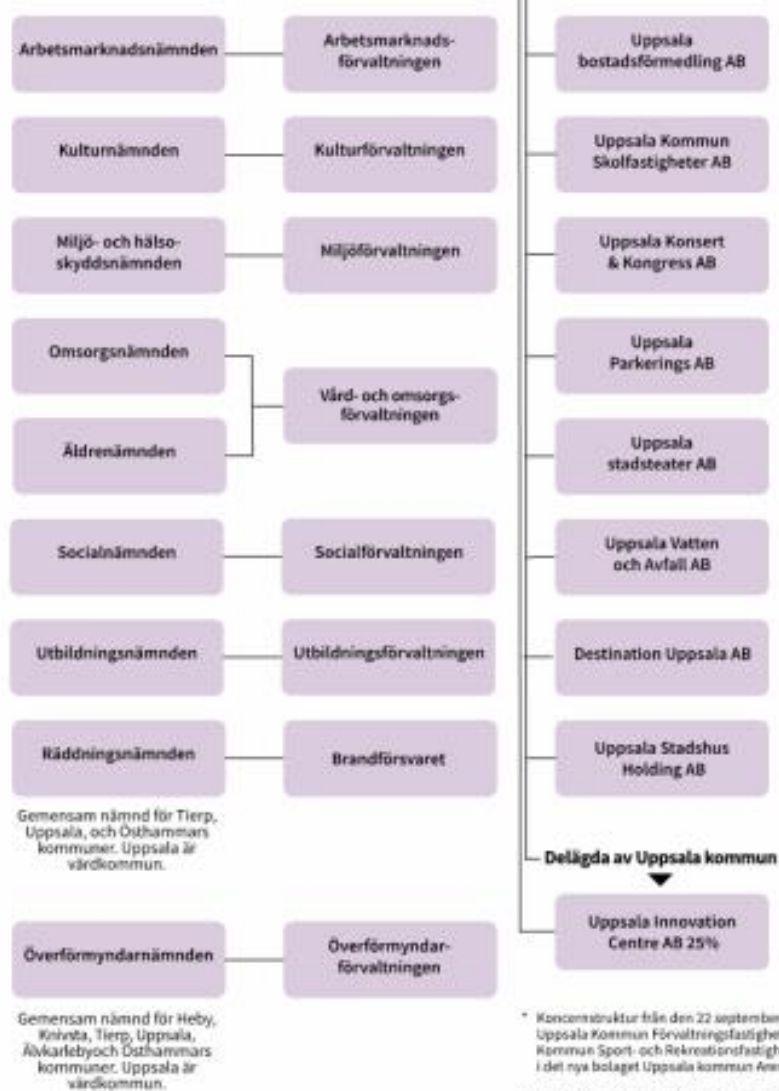 Arbetsmarknadsnämnden
Arbetsmarknads-
förvaltningen
Kulturnämnden
Kulturförvaltningen
Miljö- och hälso-
skyddsnämnden
Miljöförvaltningen
Omsorgsnämnden
Äldrenämnden
Vård- och omsorgs-
förvaltningen
Socialnämnden
Socialförvaltningen
Utbildningsnämnden
Utbildningsförvaltningen
Räddningsnämnden
Brandförsvaret
Gemensam nämnd för Tierp,
Uppsala, och Östhammars
kommuner. Uppsala är
värdkommun.
Överförmyndarnämnden
Överförmyndar-
förvaltningen
Gemensam nämnd för Heby,
Knivsta, Tierp, Uppsala,
Älvkarlebyoch Östhammars
kommuner. Uppsala är
värdkommun.
Uppsala
bostadsförmedling AB
Uppsala Kommun
Skolfastigheter AB
Uppsala Konsert
& Kongress AB
Uppsala
Parkerings AB
Uppsala
stadsteater AB
Uppsala Vatten
och Avfall AB
Destination Uppsala AB
Uppsala Stadshus
Holding AB
Delägda av Uppsala kommun
Uppsala Innovation
Centre AB 25%
* Koncernstruktur från den 22 september
Uppsala Kommun Förvaltningsfastighe
Kommun Sport- och Rekreationsfastigh
i det nya bolaget Uppsala kommun